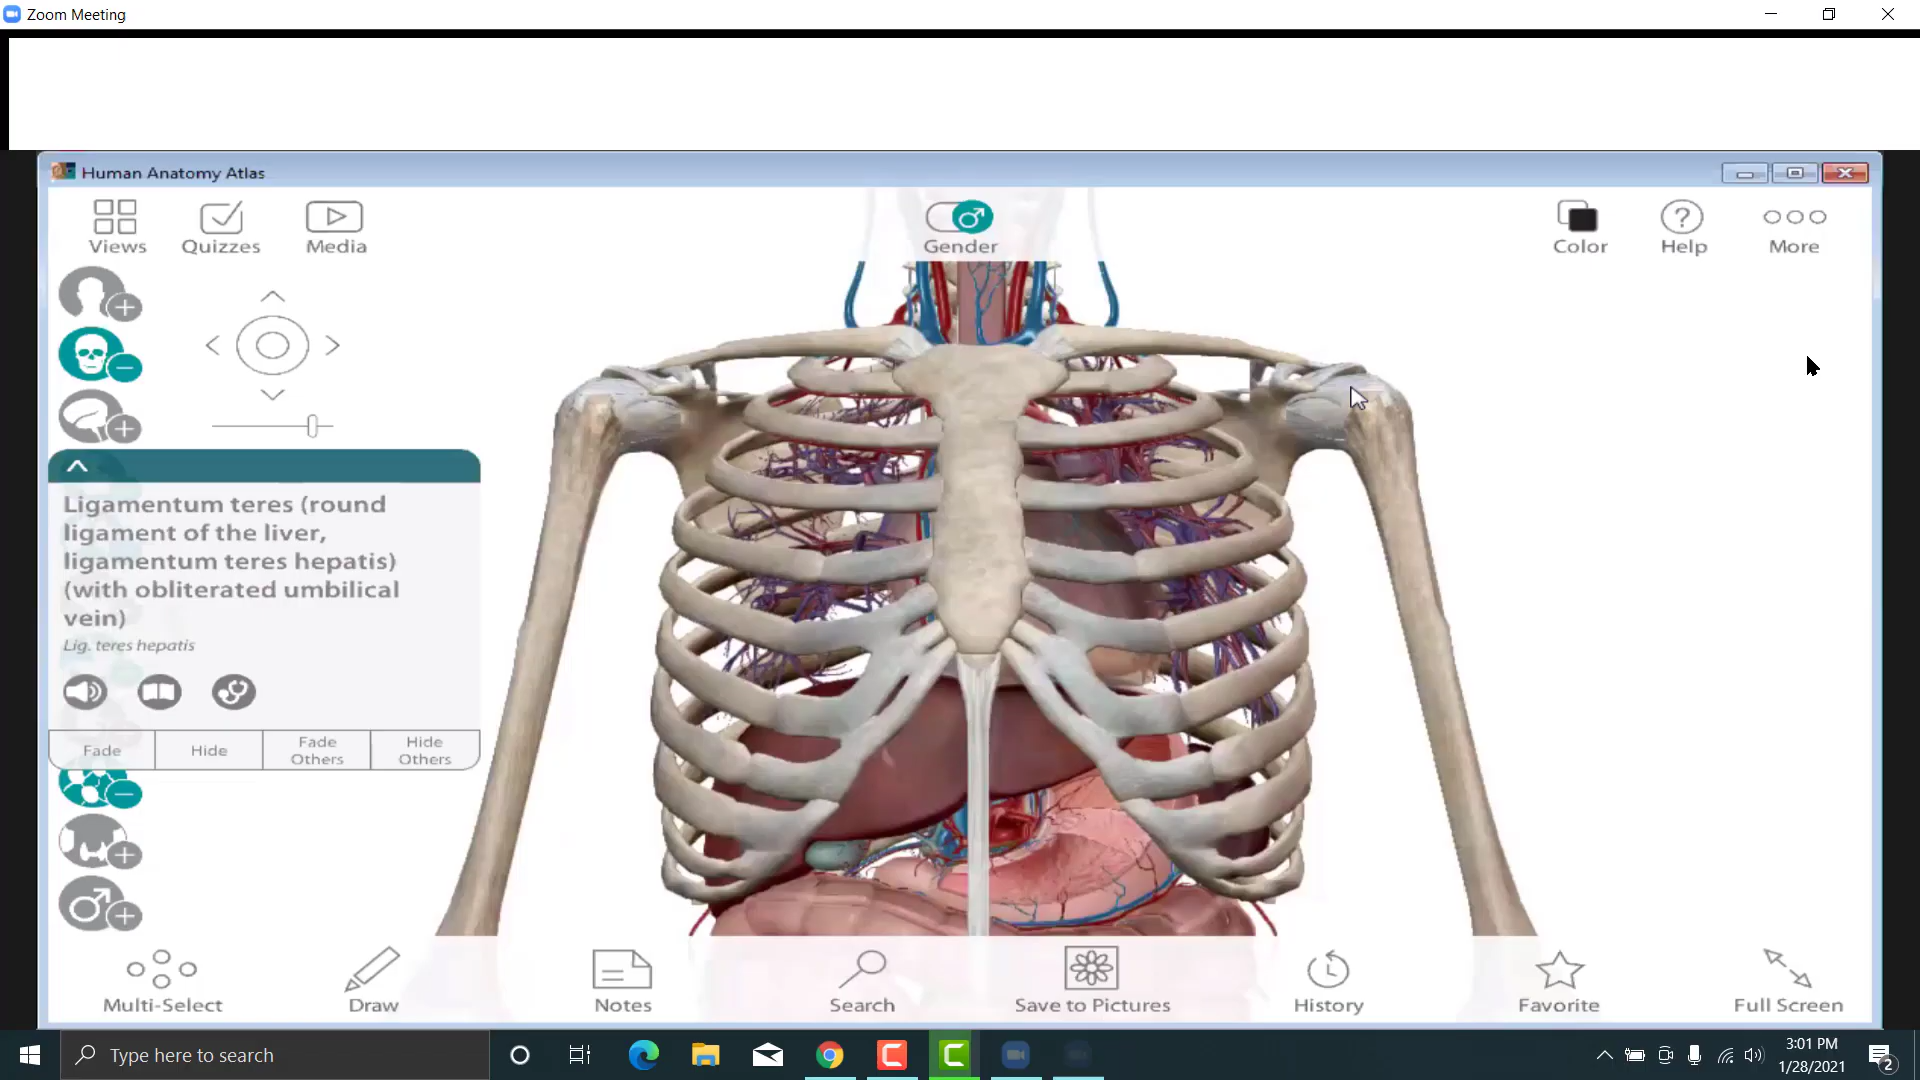 Zoom Meeting
Human Anatomy Atlas
Views
Quizzes
Media
Gender
Color
Help
More
Ligamentum teres (round
ligament of the liver,
ligamentum teres hepatis)
(with obliterated umbilical
vein)
Lig. teres hepatis
Fade
Hide
Fade
Others
Hide
Others
Multi-Select
Draw
Notes
Search
Save to Pictures
History
Favorite
Full Screen
Type here to search
3:01 PM
1/28/2021
2